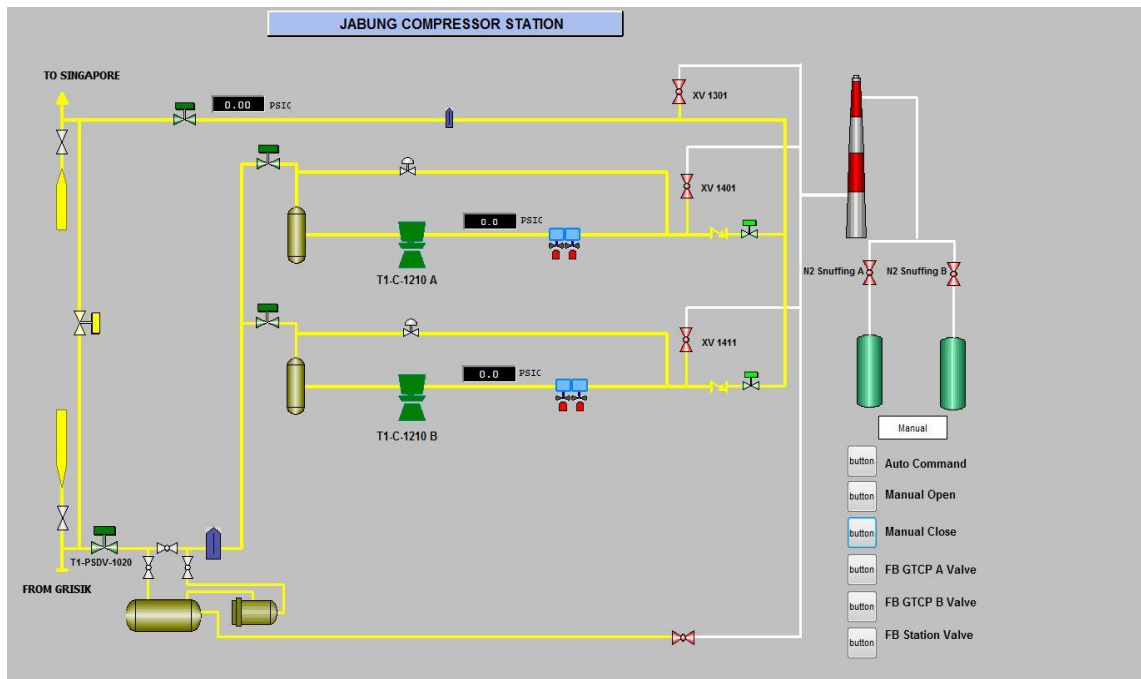 JABUNG COMPRESSOR STATION
TO SINGAPORE
0.00 PSIC
XV 1301
XV 1401
0.0 PSIC
T1-C-1210 A
N2 Snuffing A
N2 Snuffing B
XV 1411
0.0 PSIC
T1-C-1210 B
Manual
button Auto Command
button Manual Open
button Manual Close
T1-PSDV-1020
button FB GTCP A Valve
FROM GRISIK
button FB GTCP B Valve
button FB Station Valve